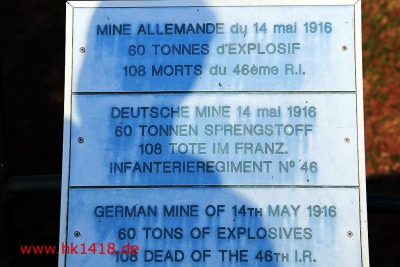 MINE ALLEMANDE du 14 mai 1916
60 TONNES d'EXPLOSIF
108 MORTS du 46ème R.I.
DEUTSCHE MINE 14 mai 1916
60 TONNEN SPRENGSTOFF
108 TOTE IM FRANZ.
INFANTERIEREGIMENT Nº 46
GERMAN MINE OF 14TH MAY 1916
60 TONS OF EXPLOSIVES
108 DEAD OF THE 46TH I.R.
www.hk1418.de